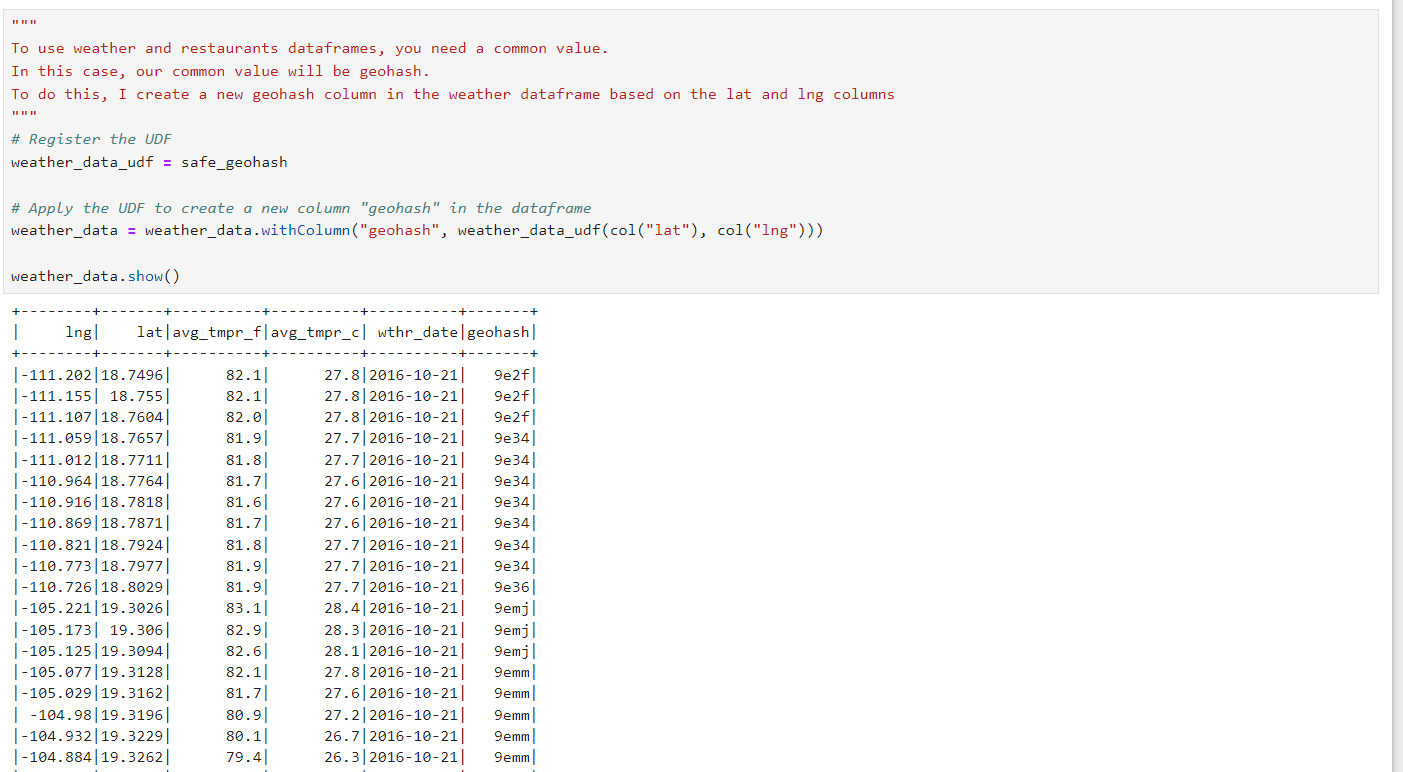 """
To use weather and restaurants dataframes, you need a common value.
In this case, our common value will be geohash.
To do this, I create a new geohash column in the weather dataframe based on the lat and lng columns
"""
# Register the UDF
weather_data_udf = safe_geohash
# Apply the UDF to create a new column "geohash" in the dataframe
weather_data = weather_data.withColumn("geohash", weather_data_udf(col("lat"), col("lng")))
weather_data.show()
+--------+-------+----------+----------+----------+-------+
|     lng|    lat|avg_tmpr_f|avg_tmpr_c| wthr_date|geohash|
+--------+-------+----------+----------+----------+-------+
|-111.202|18.7496|      82.1|      27.8|2016-10-21|   9e2f|
|-111.155| 18.755|      82.1|      27.8|2016-10-21|   9e2f|
|-111.107|18.7604|      82.0|      27.8|2016-10-21|   9e2f|
|-111.059|18.7657|      81.9|      27.7|2016-10-21|   9e34|
|-111.012|18.7711|      81.8|      27.7|2016-10-21|   9e34|
|-110.964|18.7764|      81.7|      27.6|2016-10-21|   9e34|
|-110.916|18.7818|      81.6|      27.6|2016-10-21|   9e34|
|-110.869|18.7871|      81.7|      27.6|2016-10-21|   9e34|
|-110.821|18.7924|      81.8|      27.7|2016-10-21|   9e34|
|-110.773|18.7977|      81.9|      27.7|2016-10-21|   9e34|
|-110.726|18.8029|      81.9|      27.7|2016-10-21|   9e36|
|-105.221|19.3026|      83.1|      28.4|2016-10-21|   9emj|
|-105.173| 19.306|      82.9|      28.3|2016-10-21|   9emj|
|-105.125|19.3094|      82.6|      28.1|2016-10-21|   9emj|
|-105.077|19.3128|      82.1|      27.8|2016-10-21|   9emm|
|-105.029|19.3162|      81.7|      27.6|2016-10-21|   9emm|
| -104.98|19.3196|      80.9|      27.2|2016-10-21|   9emm|
|-104.932|19.3229|      80.1|      26.7|2016-10-21|   9emm|
|-104.884|19.3262|      79.4|      26.3|2016-10-21|   9emm|